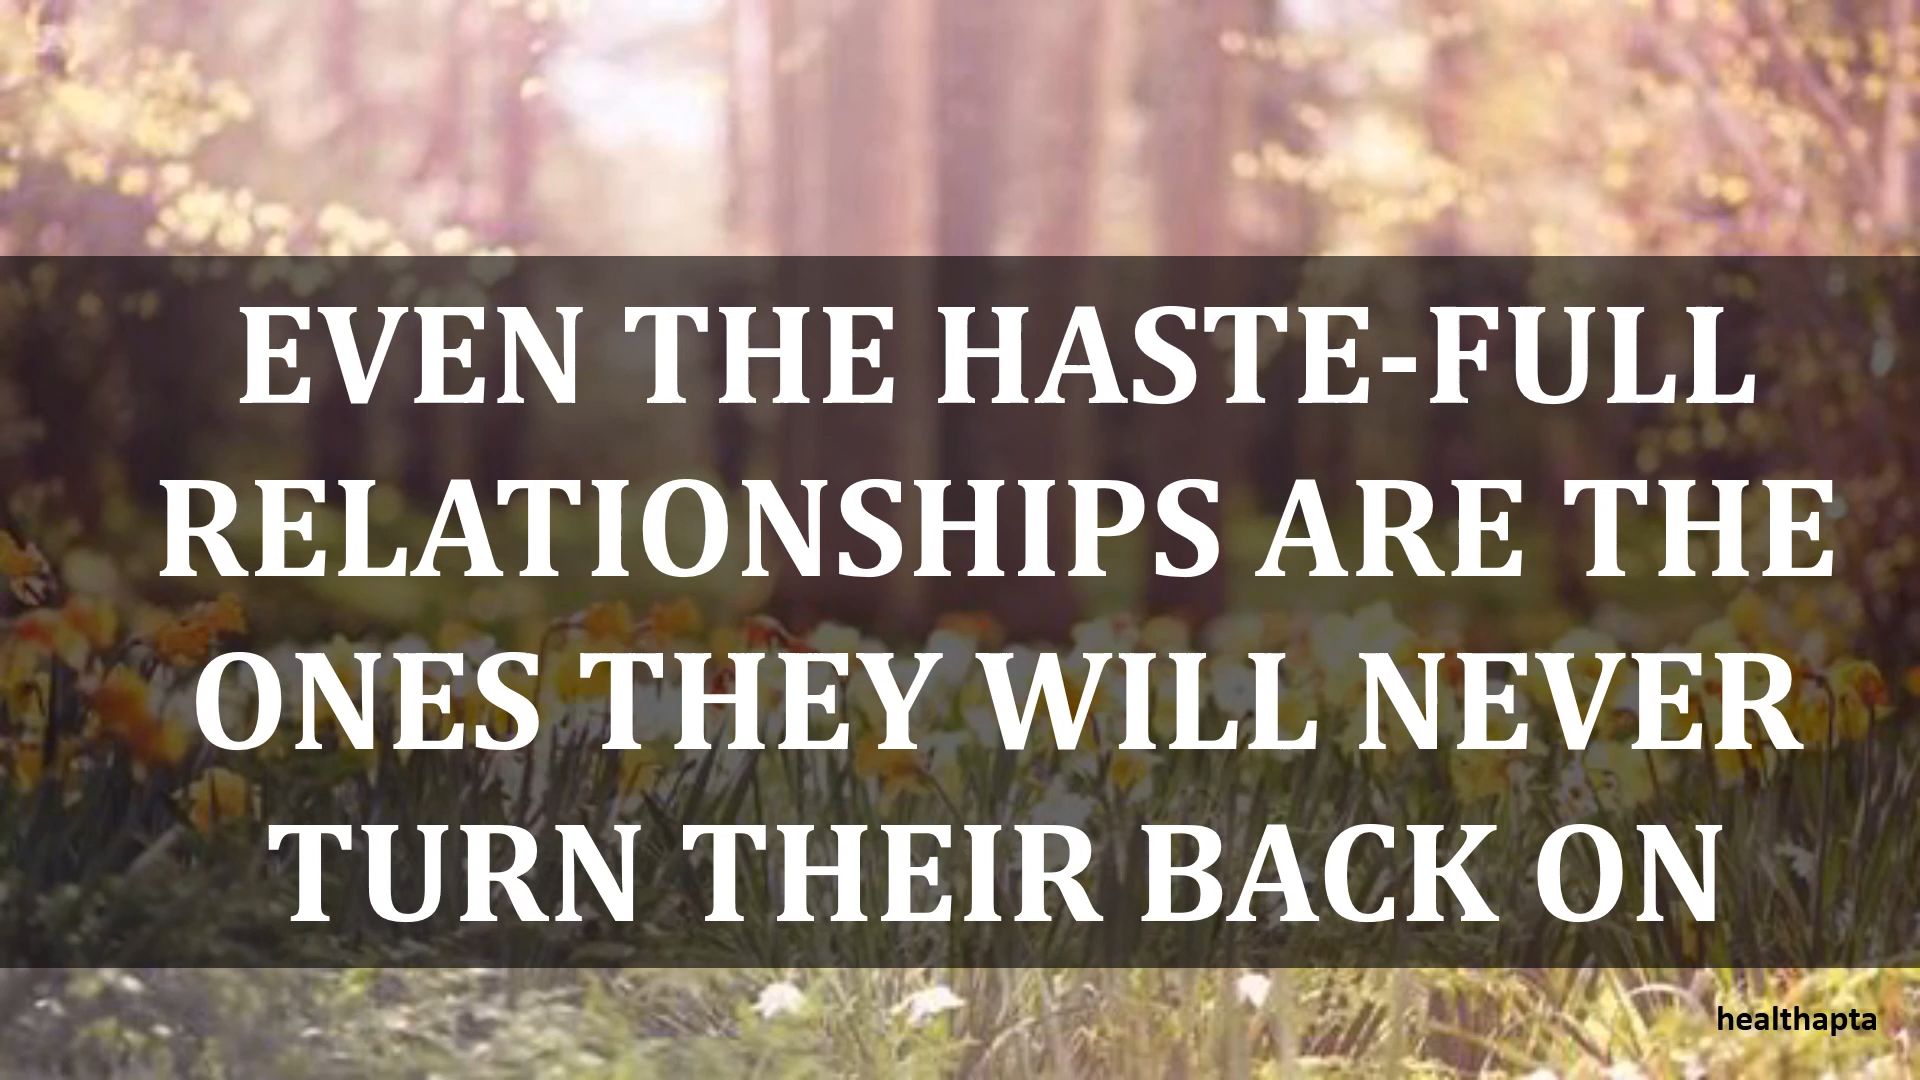 EVEN THE HASTE-FULL
RELATIONSHIPS ARE THE
ONES THEY WILL NEVER
TURN THEIR BACK ON
healthapta